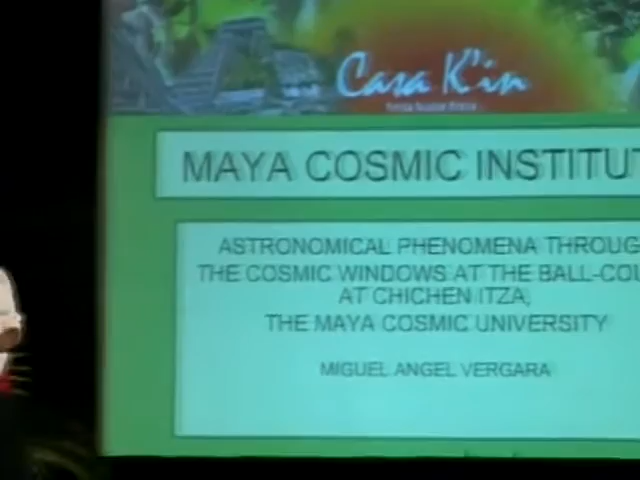 Casa K'in
MAYA COSMIC INSTITUT
ASTRONOMICAL PHENOMENA THROUG
THE COSMIC WINDOWS AT THE BALL-COU
AT CHICHEN ITZA,
THE MAYA COSMIC UNIVERSITY
MIGUEL ANGEL VERGARA